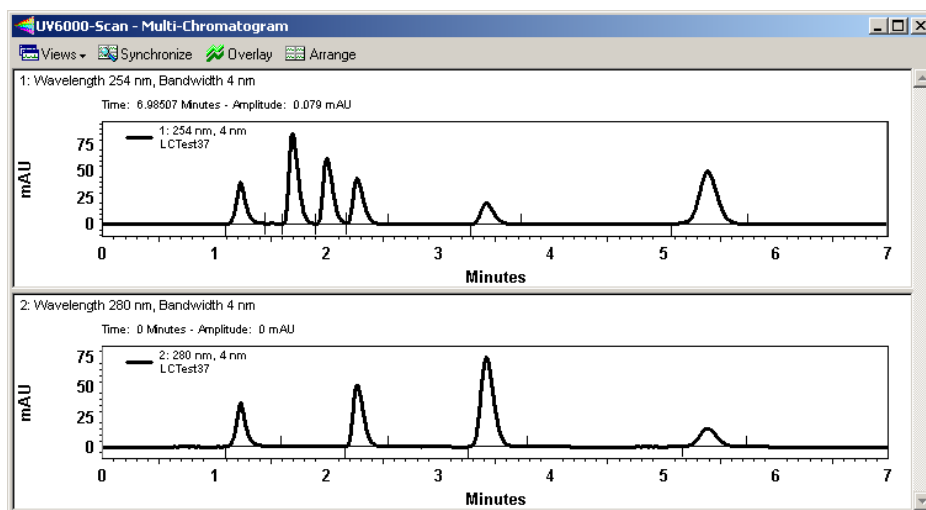 UV6000-Scan - Multi-Chromatogram
Views Synchronize Overlay Arrange
1: Wavelength 254 nm, Bandwidth 4 nm
Time: 6.98507 Minutes - Amplitude: 0.079 mAU
1: 254 nm, 4 nm
LCTest37
mAU
75
50
25
0
0 1 2 3 4 5 6 7
Minutes
2: Wavelength 280 nm, Bandwidth 4 nm
Time: 0 Minutes - Amplitude: 0 mAU
2: 280 nm, 4 nm
LCTest37
mAU
75
50
25
0
0 1 2 3 4 5 6 7
Minutes